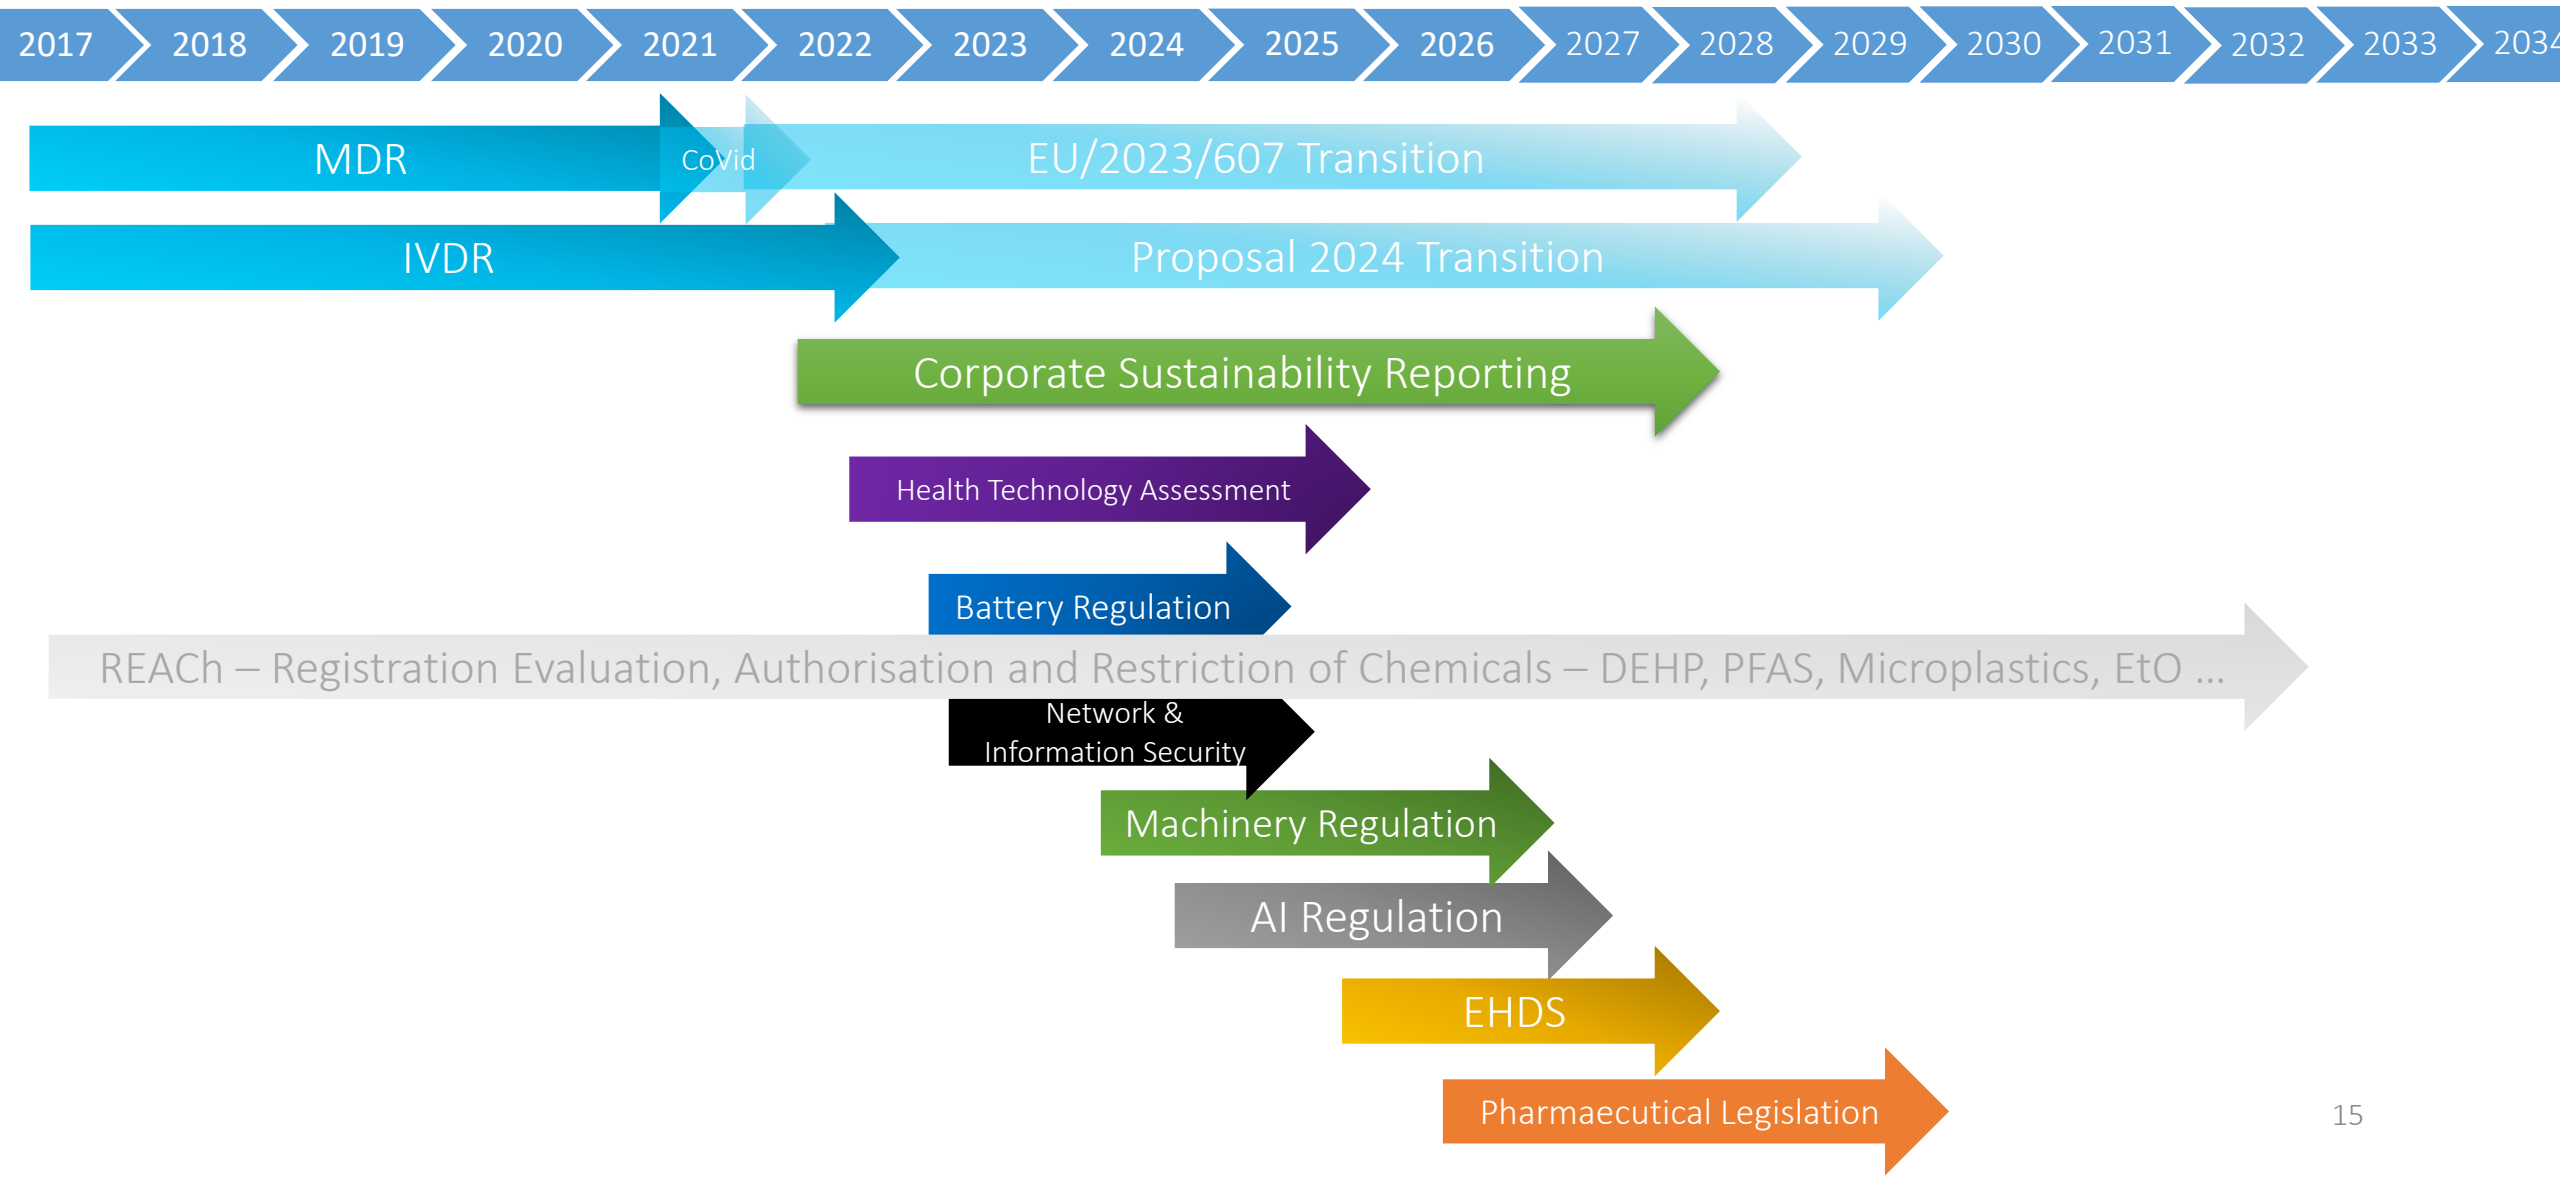 2017 2018 2019 2020 2021 2022 2023 2024 2025 2026 2027 2028 2029 2030 2031 2032 2033 2034
MDR CoVid EU/2023/607 Transition
IVDR Proposal 2024 Transition
Corporate Sustainability Reporting
Health Technology Assessment
Battery Regulation
REACh – Registration Evaluation, Authorisation and Restriction of Chemicals – DEHP, PFAS, Microplastics, EtO ...
Network &
Information Security
Machinery Regulation
AI Regulation
EHDS
Pharmaecutical Legislation
15